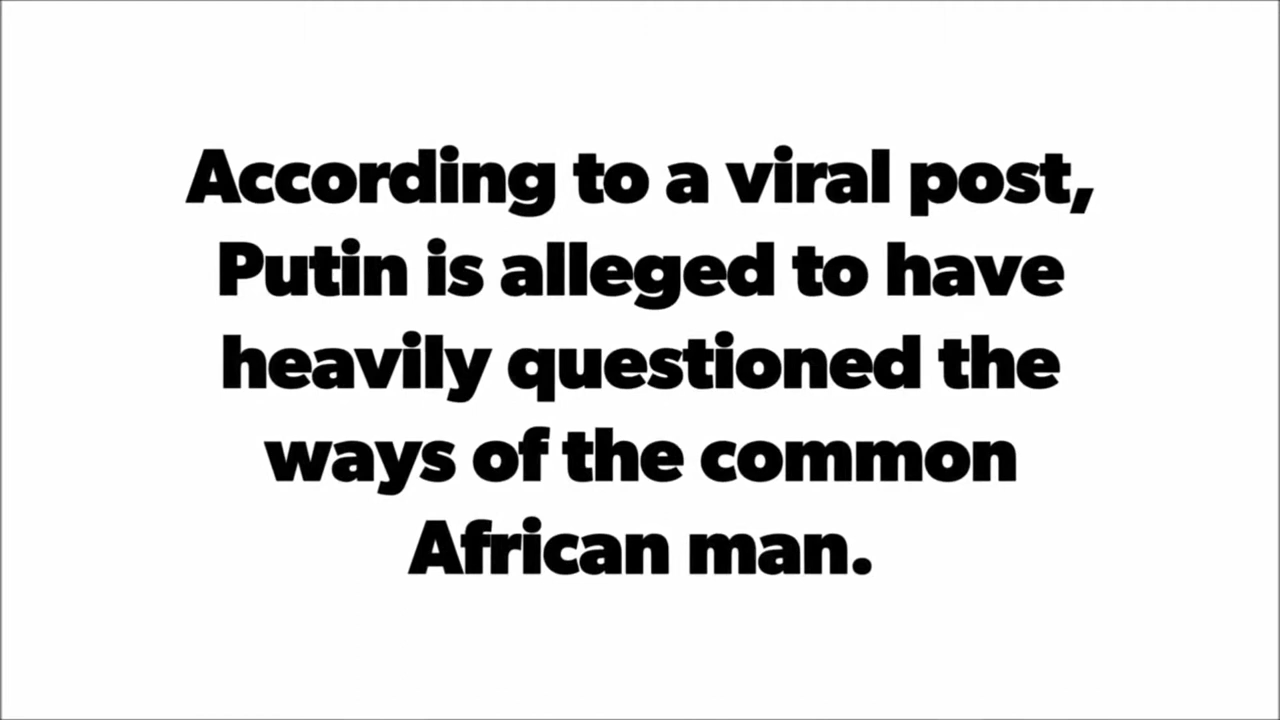 According to a viral post,
Putin is alleged to have
heavily questioned the
ways of the common
African man.